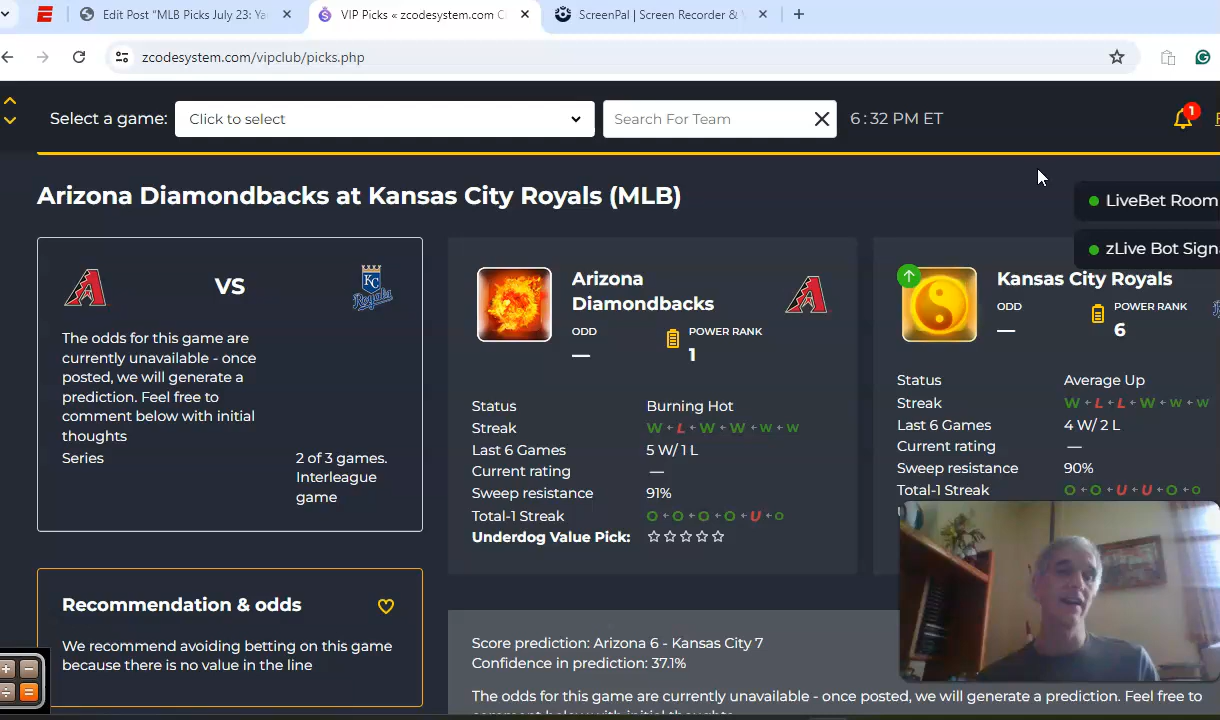 Edit Post "MLB Picks July 23: Ya
VIP Picks « zcodesystem.com C
ScreenPal | Screen Recorder &
zcodesystem.com/vipclub/picks.php
Select a game:
Click to select
Search For Team
6:32 PM ET
1
Arizona Diamondbacks at Kansas City Royals (MLB)
LiveBet Room
zLive Bot Sign
VS
KC
Royals
The odds for this game are
currently unavailable - once
posted, we will generate a
prediction. Feel free to
comment below with initial
thoughts
Series
2 of 3 games.
Interleague
game
Recommendation & odds
We recommend avoiding betting on this game
because there is no value in the line
Arizona
Diamondbacks
ODD
—
POWER RANK
1
Status Burning Hot
Streak W L W W W W
Last 6 Games 5 W/ 1 L
Current rating —
Sweep resistance 91%
Total-1 Streak O O O O U O
Underdog Value Pick:
Kansas City Royals
ODD
—
POWER RANK
6
Status Average Up
Streak W L L W W W
Last 6 Games 4 W/ 2 L
Current rating —
Sweep resistance 90%
Total-1 Streak O O U U O O
Score prediction: Arizona 6 - Kansas City 7
Confidence in prediction: 37.1%
The odds for this game are currently unavailable - once posted, we will generate a prediction. Feel free to
comment below with initial thoughts